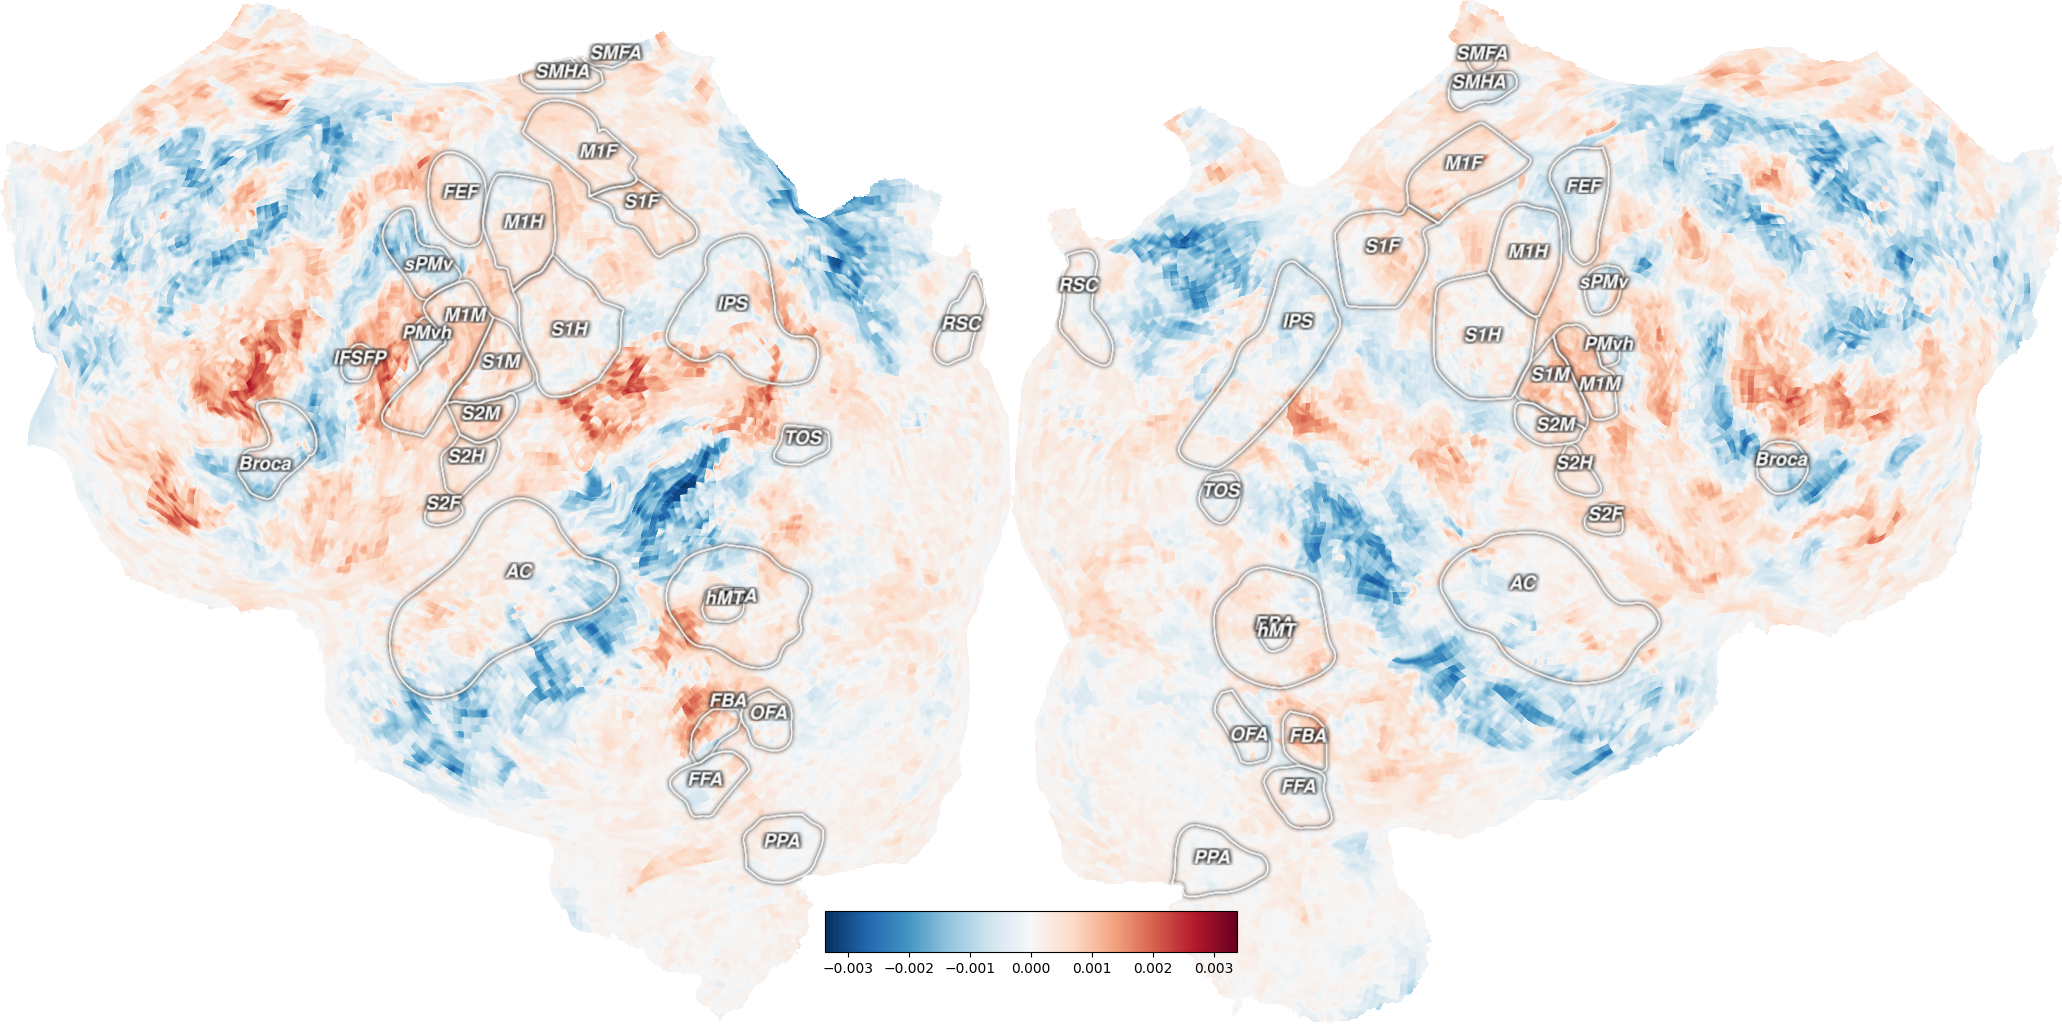 SMFA
SMHA
M1F
FEF
S1F
M1H
sPMv
IPS
M1M
RSC
PMvh
S1H
IFSFP
S1M
S2M
TOS
Broca
S2H
S2F
AC
hMT
FBA
OFA
FFA
PPA
SMFA
SMHA
M1F
FEF
S1F
M1H
RSC
sPMv
IPS
S1H
PMvh
S1M
M1M
S2M
Broca
S2H
TOS
S2F
AC
hMT
OFA
FBA
FFA
PPA
−0.003 −0.002 −0.001 0.000 0.001 0.002 0.003